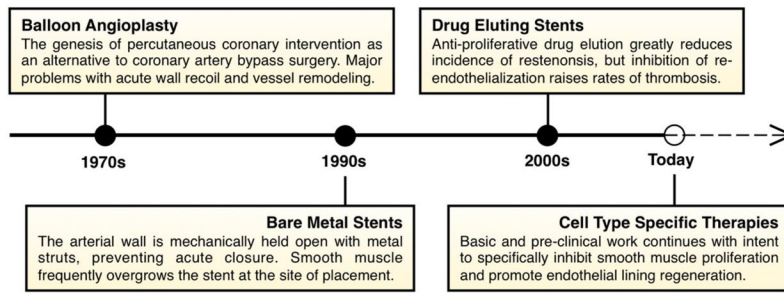 Balloon Angioplasty
The genesis of percutaneous coronary intervention as
an alternative to coronary artery bypass surgery. Major
problems with acute wall recoil and vessel remodeling.
Drug Eluting Stents
Anti-proliferative drug elution greatly reduces
incidence of restenonsis, but inhibition of re-
endothelialization raises rates of thrombosis.
1970s
1990s
2000s
Today
Bare Metal Stents
The arterial wall is mechanically held open with metal
struts, preventing acute closure. Smooth muscle
frequently overgrows the stent at the site of placement.
Cell Type Specific Therapies
Basic and pre-clinical work continues with intent
to specifically inhibit smooth muscle proliferation
and promote endothelial lining regeneration.